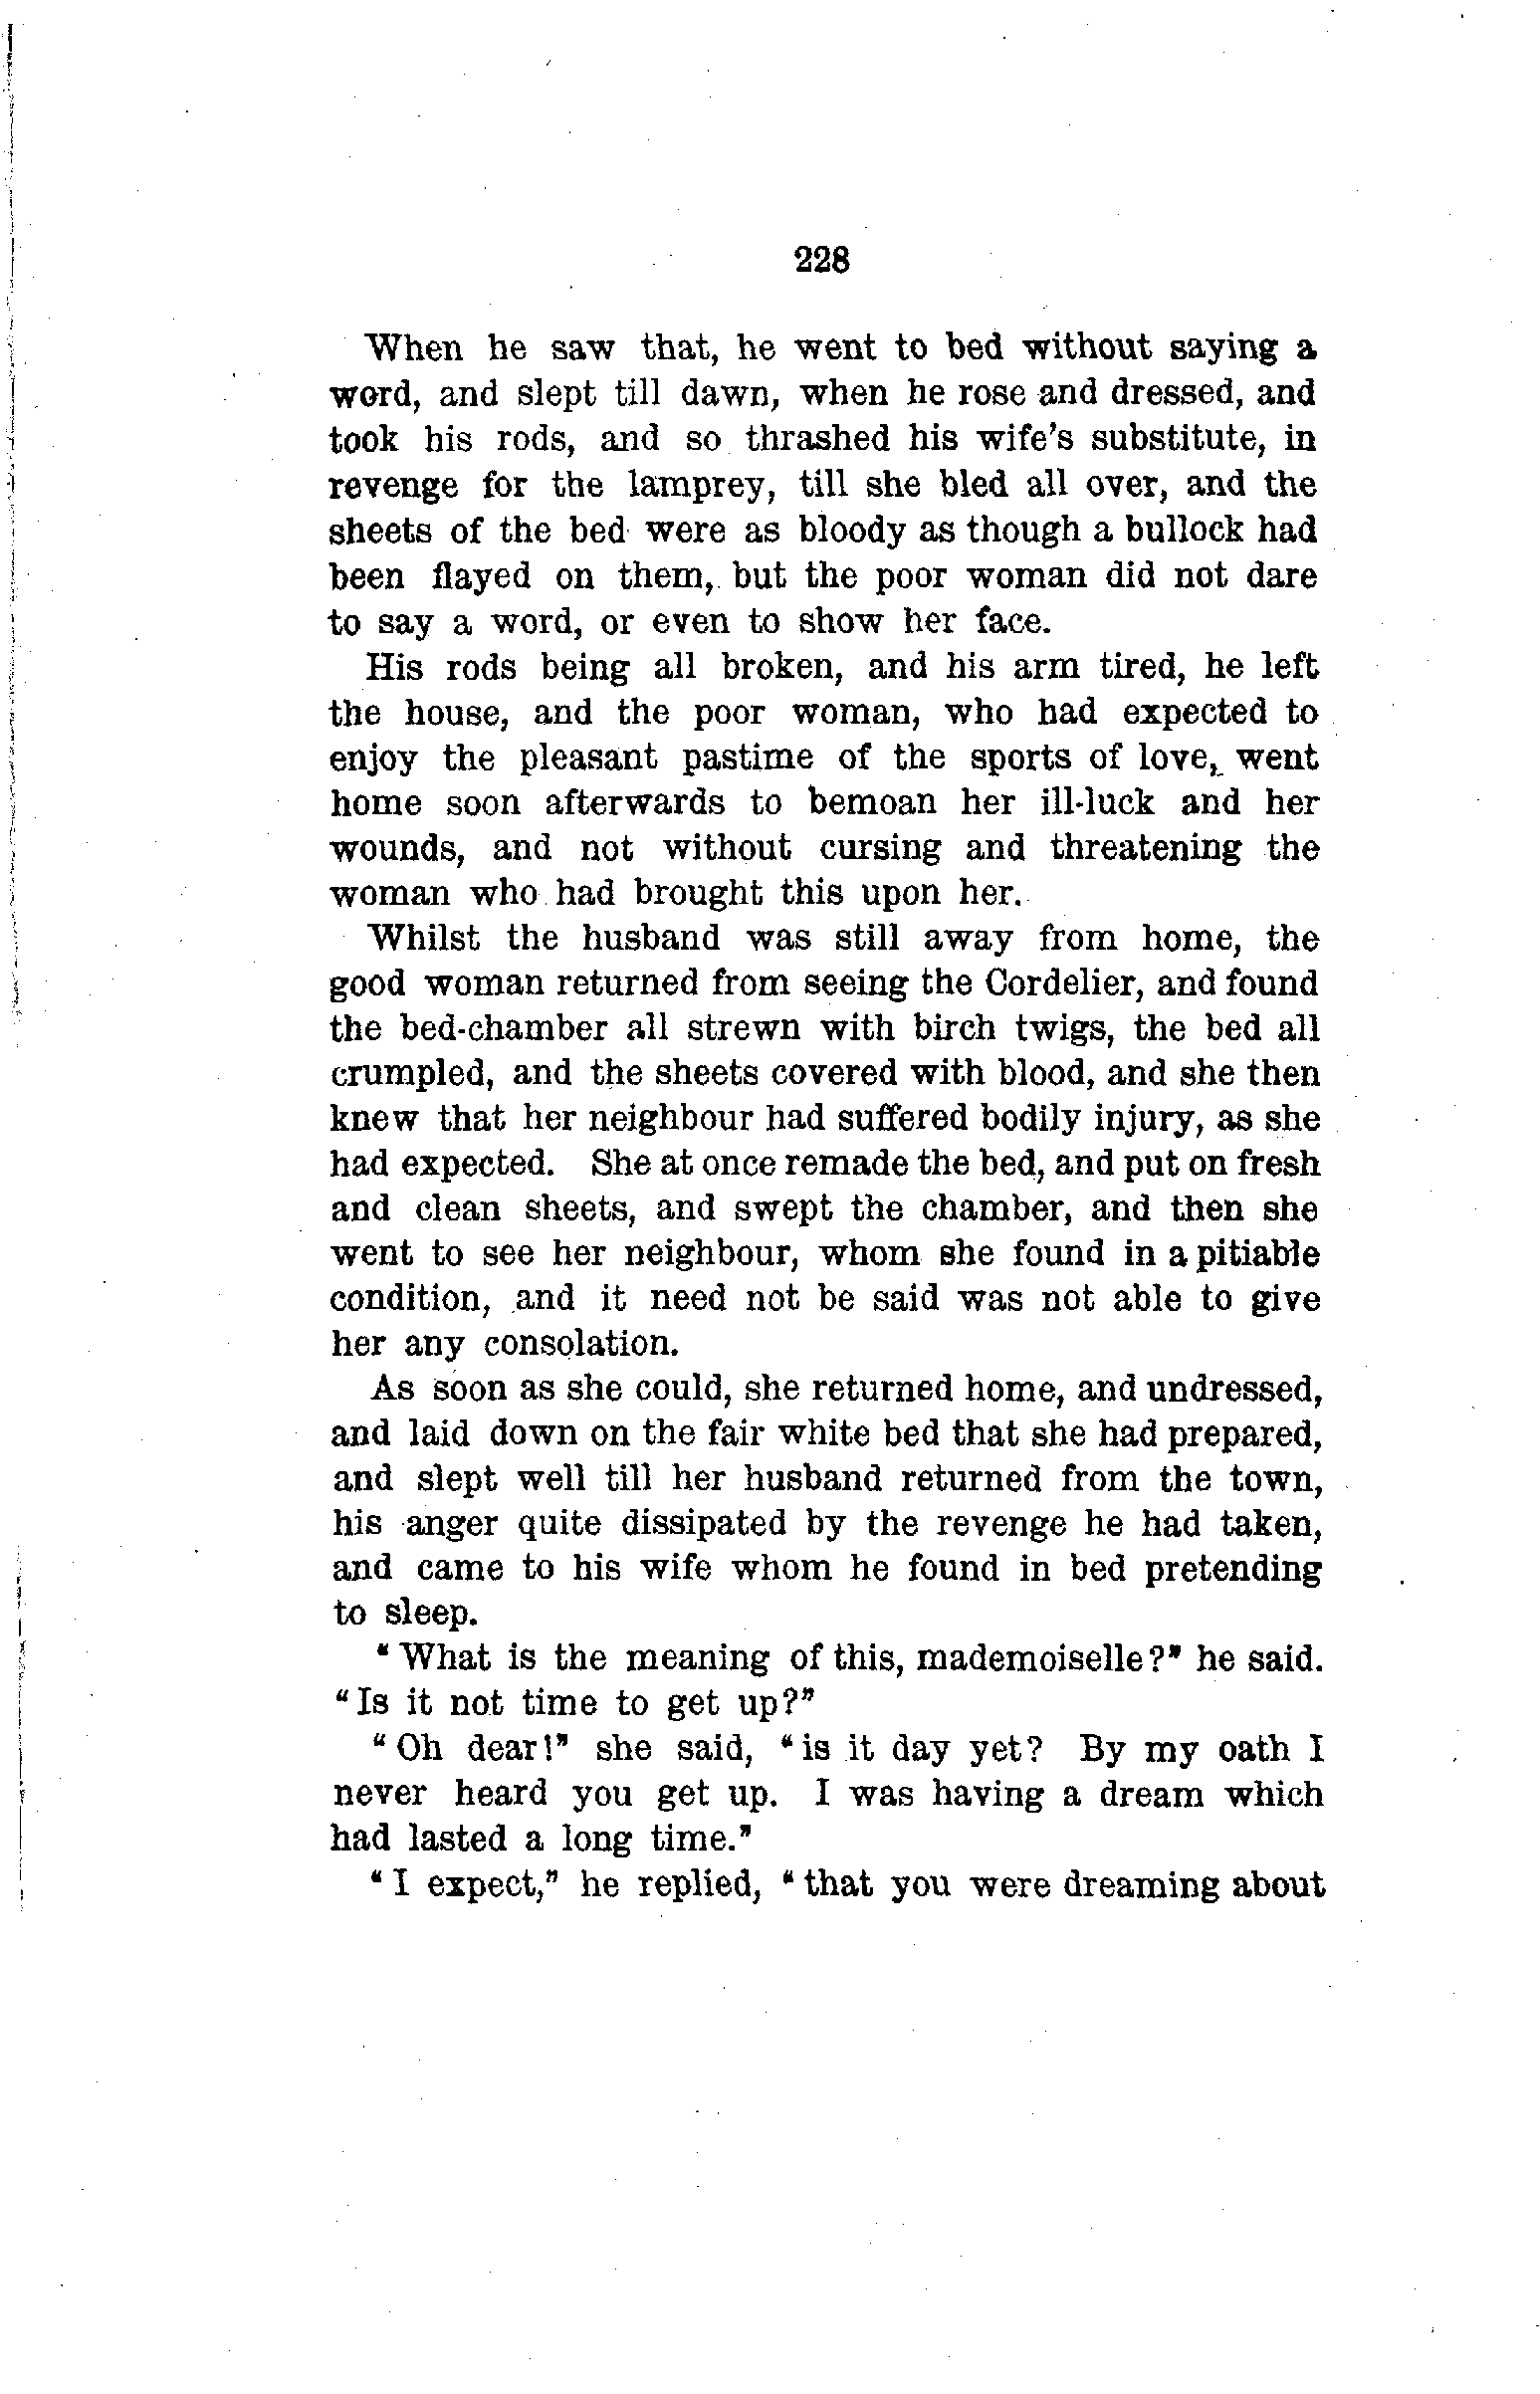 228
When he saw that, he went to bed without saying a
word, and slept till dawn, when he rose and dressed, and
took his rods, and so thrashed his wife's substitute, in
revenge for the lamprey, till she bled all over, and the
sheets of the bed were as bloody as though a bullock had
been flayed on them, but the poor woman did not dare
to say a word, or even to show her face.
His rods being all broken, and his arm tired, he left
the house, and the poor woman, who had expected to
enjoy the pleasant pastime of the sports of love, went
home soon afterwards to bemoan her ill-luck and her
wounds, and not without cursing and threatening the
woman who had brought this upon her.
Whilst the husband was still away from home, the
good woman returned from seeing the Cordelier, and found
the bed-chamber all strewn with birch twigs, the bed all
crumpled, and the sheets covered with blood, and she then
knew that her neighbour had suffered bodily injury, as she
had expected. She at once remade the bed, and put on fresh
and clean sheets, and swept the chamber, and then she
went to see her neighbour, whom she found in a pitiable
condition, and it need not be said was not able to give
her any consolation.
As soon as she could, she returned home, and undressed,
and laid down on the fair white bed that she had prepared,
and slept well till her husband returned from the town,
his anger quite dissipated by the revenge he had taken,
and came to his wife whom he found in bed pretending
to sleep.
"What is the meaning of this, mademoiselle?" he said.
"Is it not time to get up?"
"Oh dear!" she said, "is it day yet? By my oath I
never heard you get up. I was having a dream which
had lasted a long time."
"I expect," he replied, "that you were dreaming about